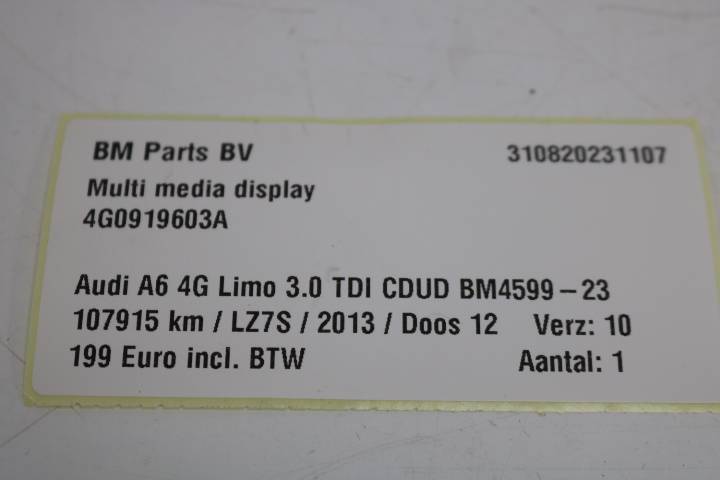 BM Parts BV 310820231107
Multi media display
4G0919603A
Audi A6 4G Limo 3.0 TDI CDUD BM4599-23
107915 km / LZ7S / 2013 / Doos 12 Verz: 10
199 Euro incl. BTW Aantal: 1